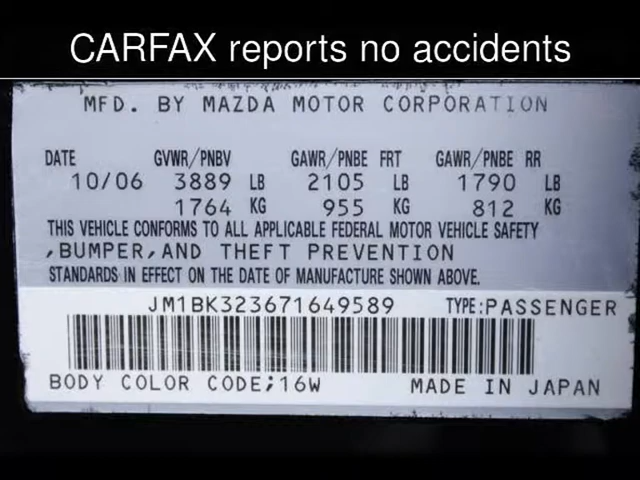 CARFAX reports no accidents
MFD. BY MAZDA MOTOR CORPORATION
DATE GVWR/PNBV GAWR/PNBE FRT GAWR/PNBE RR
10/06 3889 LB 2105 LB 1790 LB
1764 KG 955 KG 812 KG
THIS VEHICLE CONFORMS TO ALL APPLICABLE FEDERAL MOTOR VEHICLE SAFETY
,BUMPER,AND THEFT PREVENTION
STANDARDS IN EFFECT ON THE DATE OF MANUFACTURE SHOWN ABOVE.
JM1BK323671649589 TYPE:PASSENGER
BODY COLOR CODE;16W MADE IN JAPAN